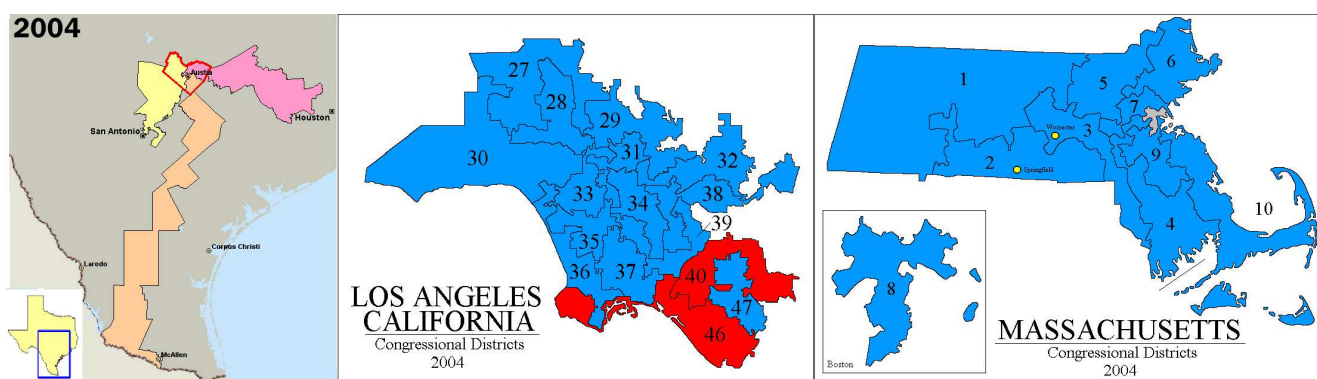 2004
Austin
Houston
San Antonio
Corpus Christi
Laredo
McAllen
27
28
29
30
31
32
33
34
38
39
35
36
37
40
47
46
LOS ANGELES
CALIFORNIA
Congressional Districts
2004
1
5
6
7
Worcester
3
2
Springfield
9
4
10
8
Boston
MASSACHUSETTS
Congressional Districts
2004